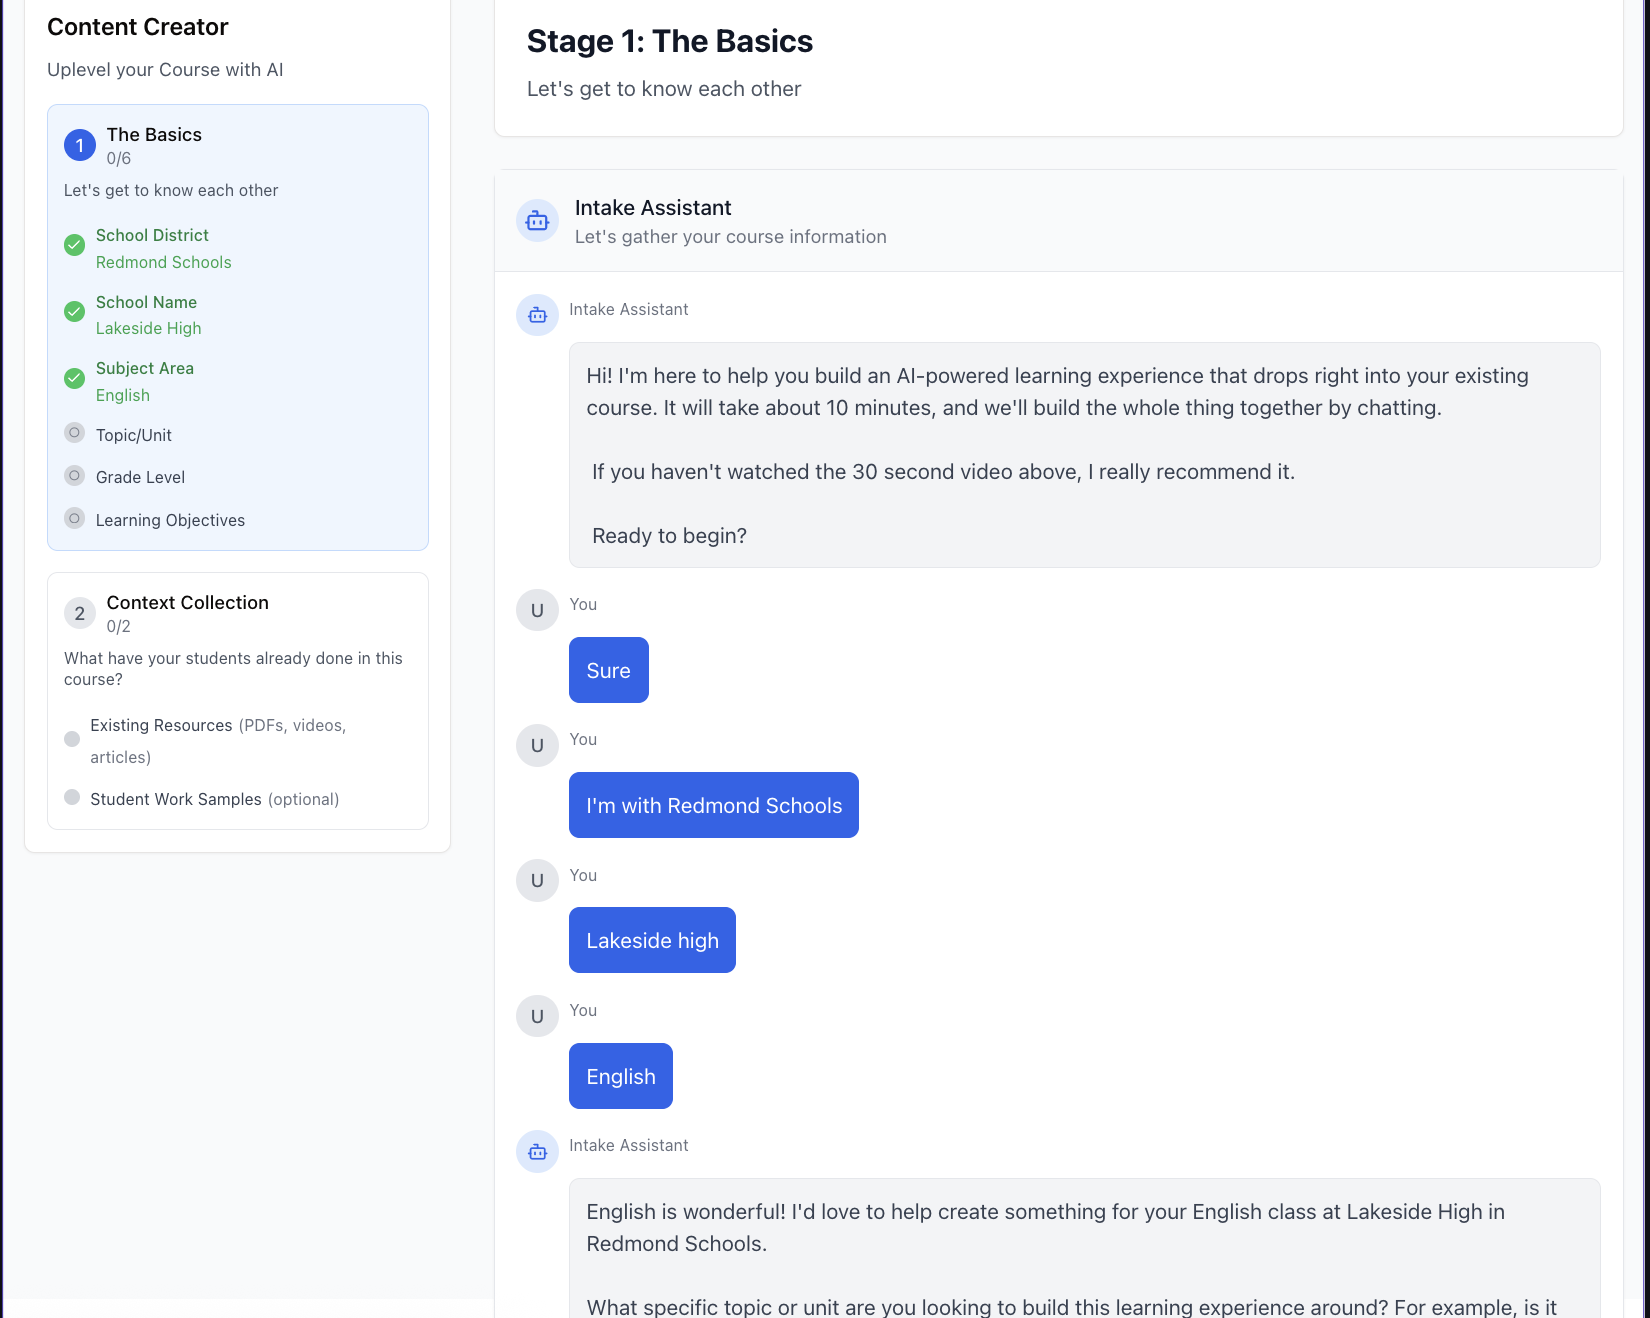 Content Creator
Uplevel your Course with AI
1
The Basics
0/6
Let's get to know each other
School District
Redmond Schools
School Name
Lakeside High
Subject Area
English
Topic/Unit
Grade Level
Learning Objectives
2
Context Collection
0/2
What have your students already done in this
course?
Existing Resources (PDFs, videos,
articles)
Student Work Samples (optional)
Stage 1: The Basics
Let's get to know each other
Intake Assistant
Let's gather your course information
Intake Assistant
Hi! I'm here to help you build an AI-powered learning experience that drops right into your existing
course. It will take about 10 minutes, and we'll build the whole thing together by chatting.
If you haven't watched the 30 second video above, I really recommend it.
Ready to begin?
U
You
Sure
U
You
I'm with Redmond Schools
U
You
Lakeside high
U
You
English
Intake Assistant
English is wonderful! I'd love to help create something for your English class at Lakeside High in
Redmond Schools.
What specific topic or unit are you looking to build this learning experience around? For example, is it